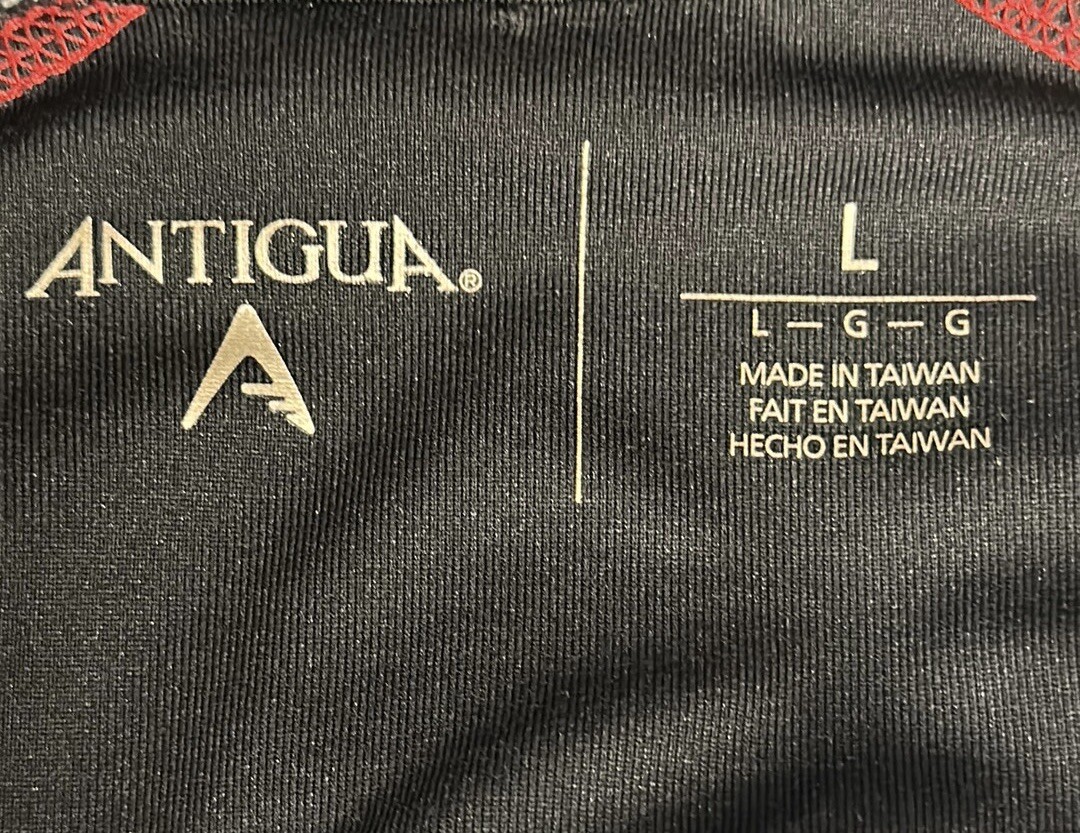 ANTIGUA®
L
L — G — G
MADE IN TAIWAN
FAIT EN TAIWAN
HECHO EN TAIWAN